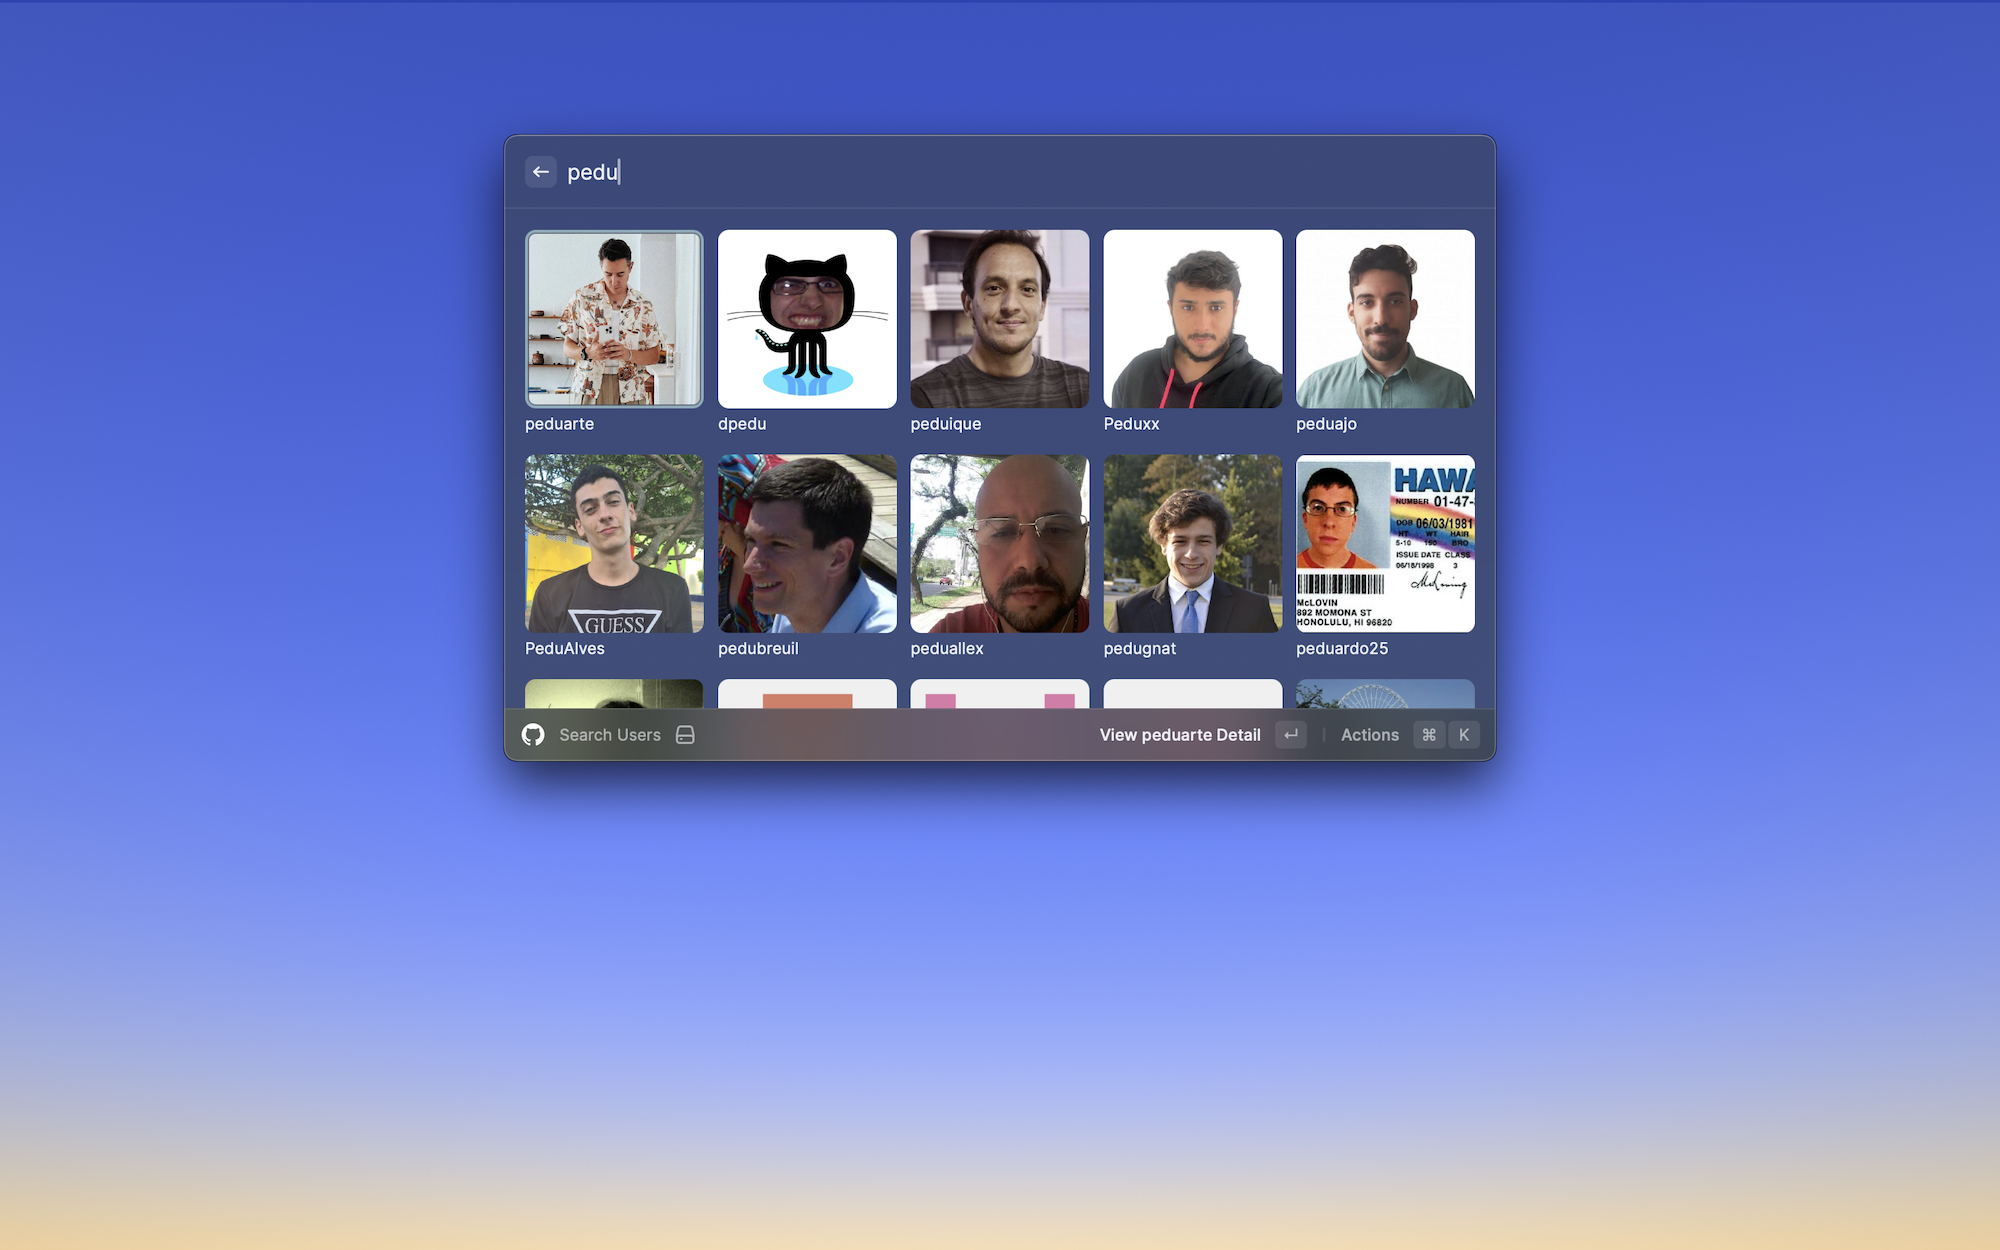 pedu
peduarte
dpedu
peduique
Peduxx
peduajo
GUESS
HAWA
NUMBER 01-47-
DOB 06/03/1981
HT WT HAIR
5-10 150 BRO
ISSUE DATE CLASS
06/18/1998 3
McLOVIN
892 MOMONA ST
HONOLULU, HI 96820
PeduAlves
pedubreuil
peduallex
pedugnat
peduardo25
Search Users
View peduarte Detail
Actions ⌘ K